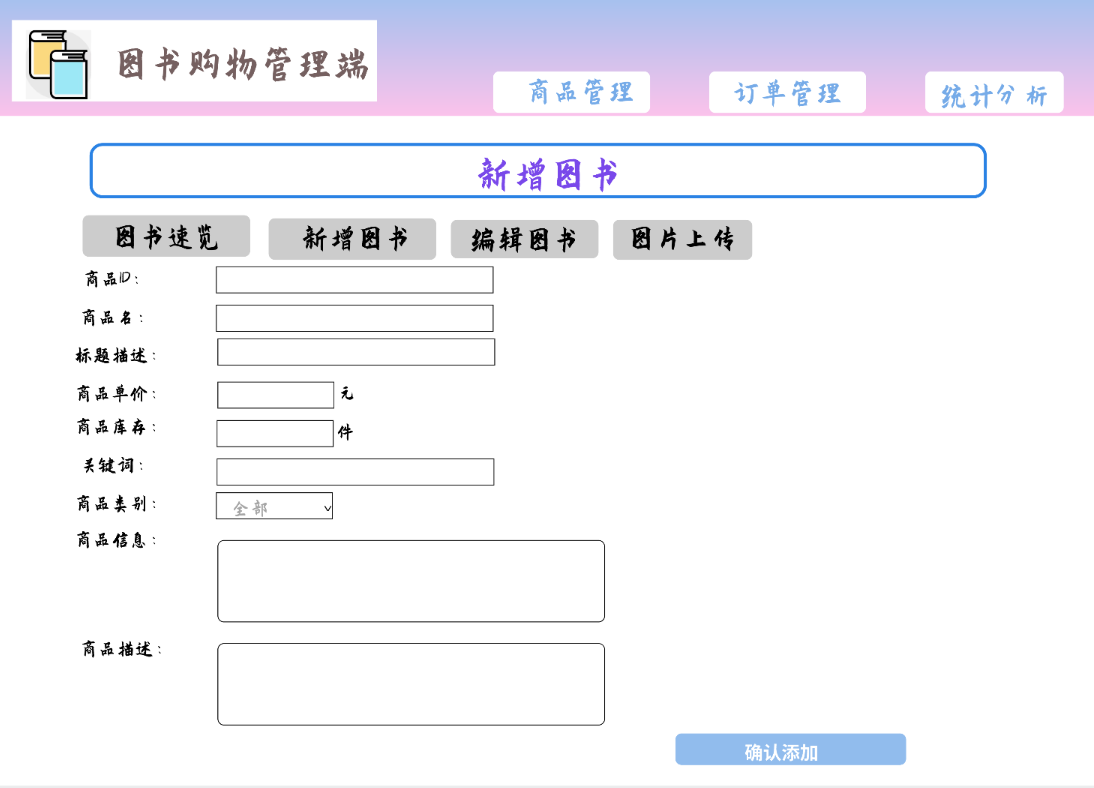 图书购物管理端
商品管理 订单管理 统计分析
新增图书
图书速览 新增图书 编辑图书 图片上传
商品ID:
商品名:
标题描述:
商品单价: 元
商品库存: 件
关键词:
商品类别: 全部
商品信息:
商品描述:
确认添加